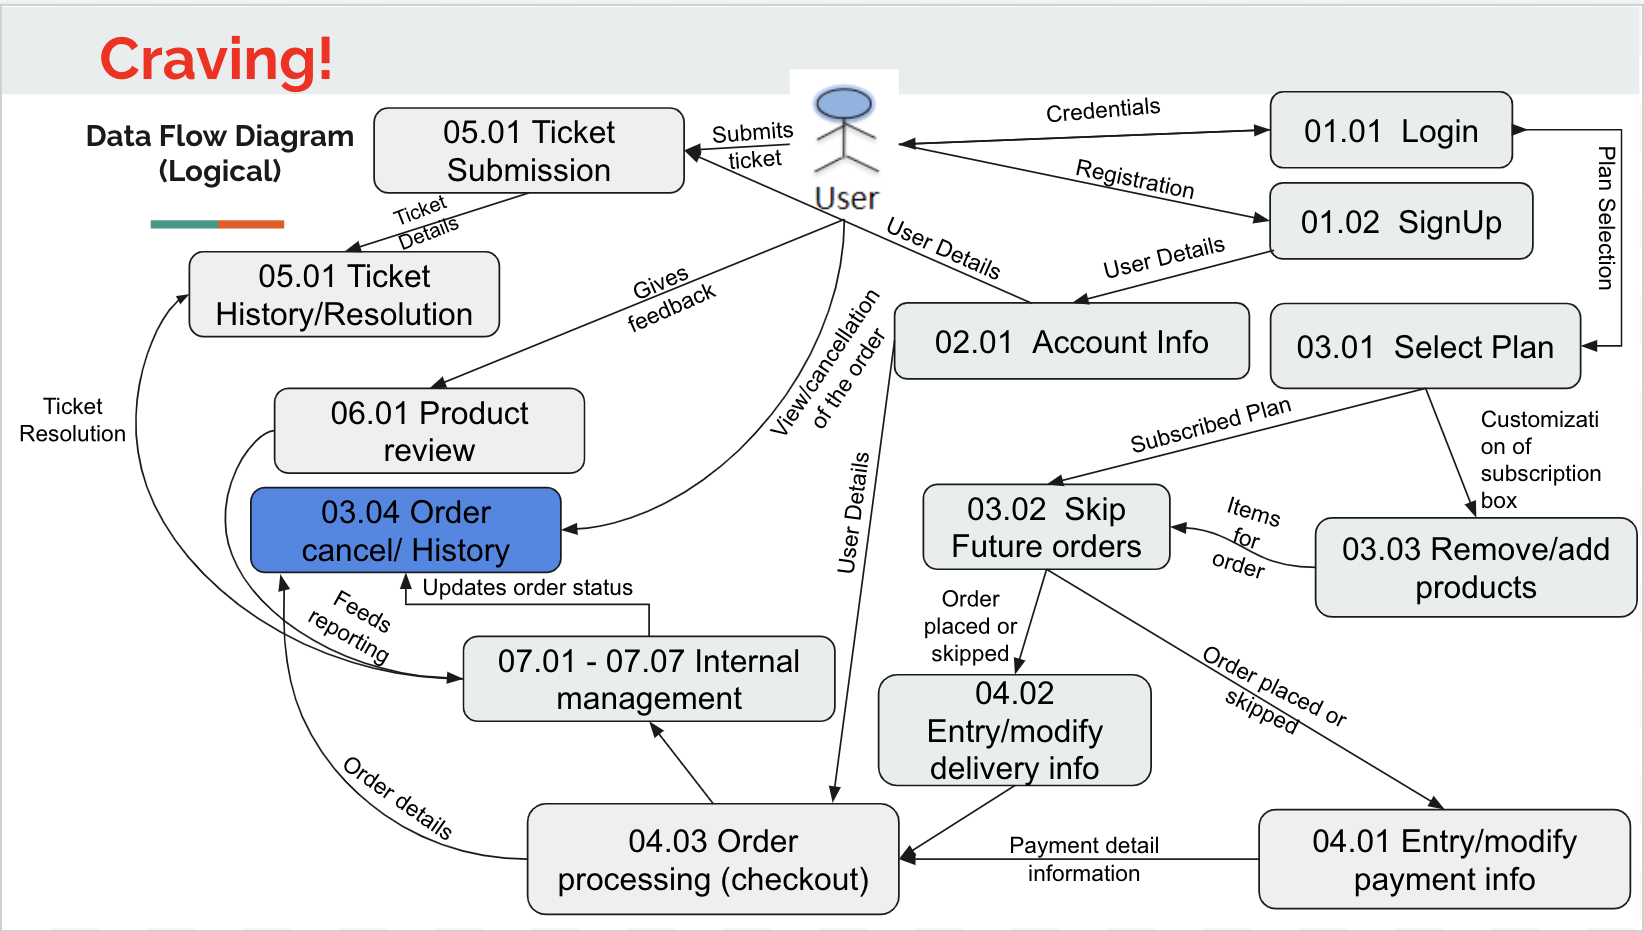 Craving!
Data Flow Diagram
(Logical)
05.01 Ticket
Submission
Submits
ticket
User
Credentials
01.01  Login
Registration
01.02  SignUp
Plan Selection
Ticket
Details
05.01 Ticket
History/Resolution
Gives
feedback
User Details
User Details
02.01  Account Info
03.01  Select Plan
View/cancellation
of the order
Ticket
Resolution
06.01 Product
review
Subscribed Plan
Customizati
on of
subscription
box
03.04 Order
cancel/ History
User Details
03.02  Skip
Future orders
Items
for
order
03.03 Remove/add
products
Updates order status
Feeds
reporting
Order
placed or
skipped
07.01 - 07.07 Internal
management
04.02
Entry/modify
delivery info
Order placed or
skipped
Order details
04.03 Order
processing (checkout)
Payment detail
information
04.01 Entry/modify
payment info